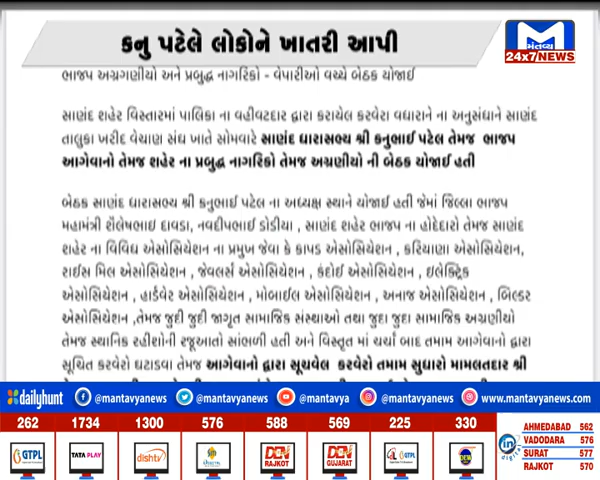 કનુ પટેલે લોકોને ખાતરી આપી
મંતવ્ય
24x7NEWS
ભાજપ અગ્રગણીયો અને પ્રબુદ્ધ નાગરિકો - વેપારીઓ વચ્ચે બેઠક યોજાઈ
સાણંદ શહેર વિસ્તારમાં પાલિકા ના વહીવટદાર દ્વારા કરાયેલ કરવેરા વધારાને ના અનુસંધાને સાણંદ
તાલુકા ખરીદ વેચાણ સંઘ ખાતે સોમવારે સાણંદ ધારાસભ્ય શ્રી કનુભાઈ પટેલ તેમજ ભાજપ
આગેવાનો તેમજ શહેર ના પ્રબુદ્ધ નાગરિકો તેમજ અગ્રણીયો ની બેઠક યોજાઈ હતી
બેઠક સાણંદ ધારાસભ્ય શ્રી કનુભાઈ પટેલ ના અધ્યક્ષ સ્થાને યોજાઈ હતી જેમાં જિલ્લા ભાજપ
મહામંત્રી શૈલેષભાઇ દાવડા, નવદીપભાઈ ડોડીયા , સાણંદ શહેર ભાજપ ના હોદેદારો તેમજ સાણંદ
શહેર ના વિવિધ એસોસિયેશન ના પ્રમુખ જેવા કે કાપડ એસોસિયેશન , કરિયાણા એસોસિયેશન,
રાઈસ મિલ એસોસિયેશન , જ્વેલર્સ એસોસિયેશન , કંદોઈ એસોસિયેશન , ઇલેક્ટ્રિક
એસોસિયેશન , હાર્ડવેર એસોસિયેશન , મોબાઈલ એસોસિયેશન , અનાજ એસોસિયેશન , બિલ્ડર
એસોસિયેશન ,તેમજ જુદી જુદી જાગૃત સામાજિક સંસ્થાઓ તથા જુદા જુદા સામાજિક અગ્રણીયો
તેમજ સ્થાનિક રહીશોની રજૂઆતો સાંભળી હતી અને વિસ્તૃત માં ચર્ચા બાદ તમામ આગેવાનો દ્વારા
સૂચિત કરવેરો ઘટાડવા તેમજ આગેવાનો દ્વારા સૂચવેલ કરવેરો તમામ સુધારો મામલતદાર શ્રી
dailyhunt @mantavyanews @mantavya @mantavyanews @mantavyanews www.mantavyanews.com
262 1734 1300 576 588 569 225 330
GTPL TATA PLAY dishtv DEN RAJKOT DEN GUJARAT GTPL
in digital
AHMEDABAD 562
VADODARA 576
SURAT 577
RAJKOT 570